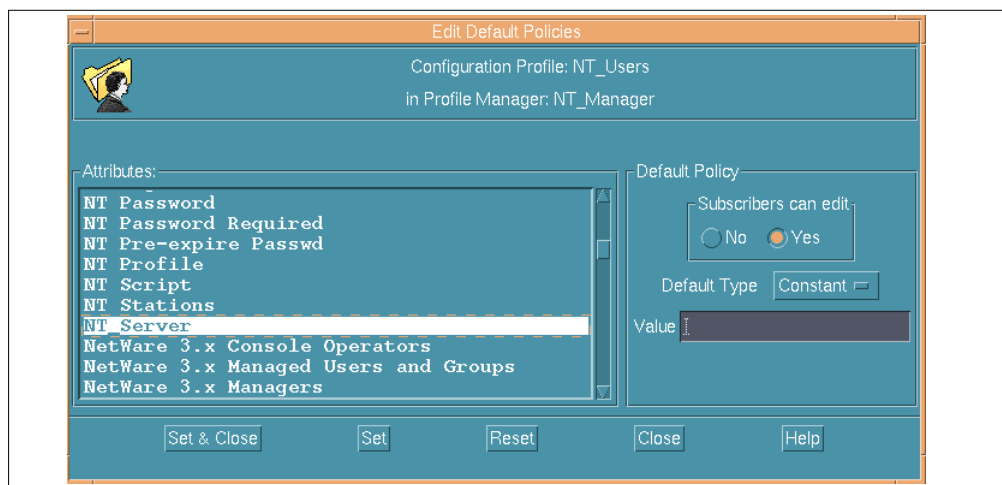 Edit Default Policies
Configuration Profile: NT_Users
in Profile Manager: NT_Manager
Attributes:
NT Password
NT Password Required
NT Pre-expire Passwd
NT Profile
NT Script
NT Stations
NT_Server
NetWare 3.x Console Operators
NetWare 3.x Managed Users and Groups
NetWare 3.x Managers
Default Policy
Subscribers can edit
No Yes
Default Type Constant
Value
Set & Close Set Reset Close Help